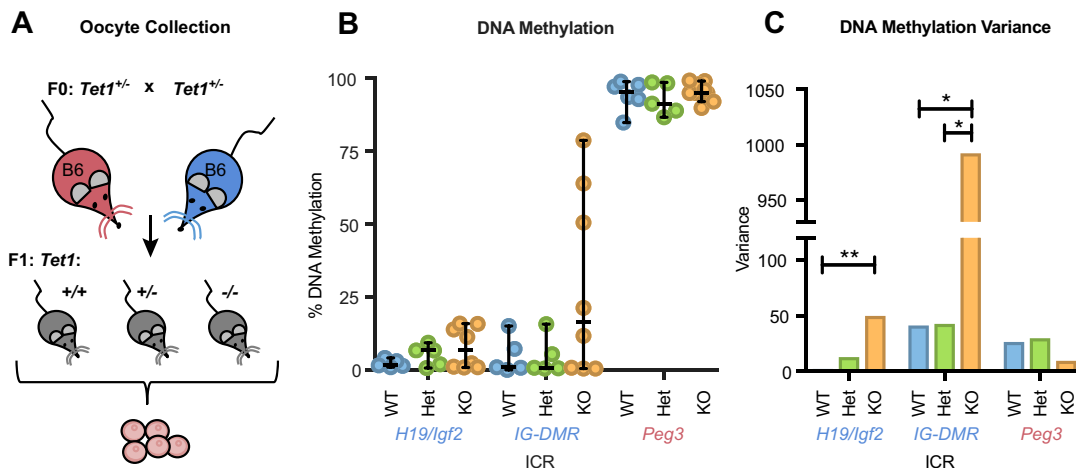 A
Oocyte Collection
F0: Tet1+/- x Tet1+/-
B6
B6
F1: Tet1:
+/+
+/-
-/-
B
DNA Methylation
% DNA Methylation
100
75
50
25
0
WT
Het
KO
WT
Het
KO
WT
Het
KO
H19/Igf2
IG-DMR
Peg3
ICR
C
DNA Methylation Variance
Variance
1050
1000
950
100
50
0
**
*
*
WT
Het
KO
WT
Het
KO
WT
Het
KO
H19/Igf2
IG-DMR
Peg3
ICR